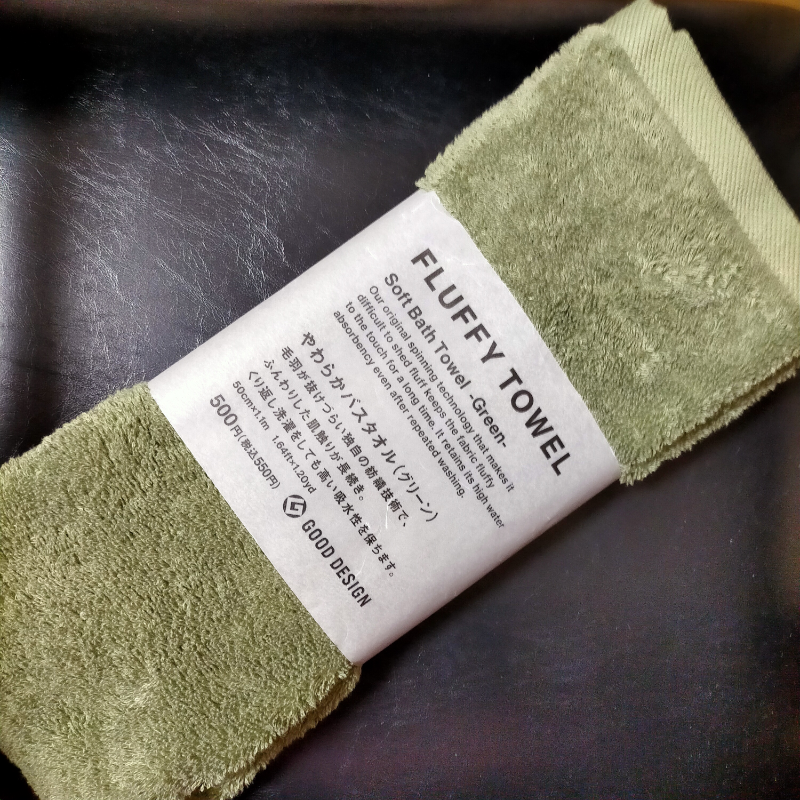 FLUFFY TOWEL
Soft Bath Towel -Green-
Our original spinning technology that makes it
difficult to shed fluff keeps the fabric fluffy
to the touch for a long time. It retains its high water
absorbency even after repeated washing.
やわらかバスタオル(グリーン)
毛羽が抜けづらい独自の紡績技術で、
ふんわりした肌触りが長続き。
くり返し洗濯をしても高い吸水性を保ちます。
50cm×1.1m 1.64ft×1.20yd
500円(税込550円)
GOOD DESIGN